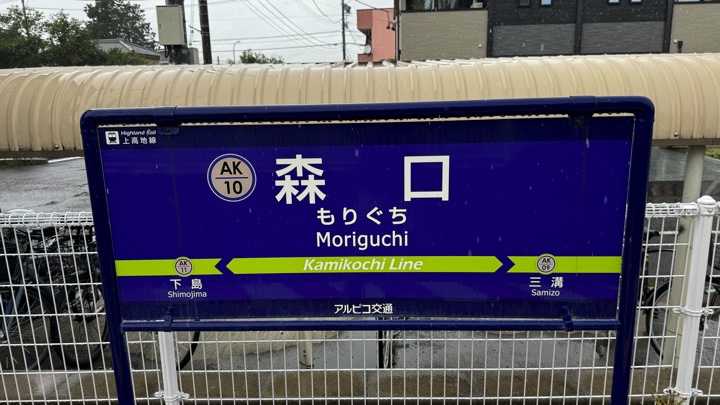 Highland Rail
上高地線
AK
10
森口
もりぐち
Moriguchi
Kamikochi Line
AK
11
下島
Shimojima
AK
09
三溝
Samizo
アルピコ交通